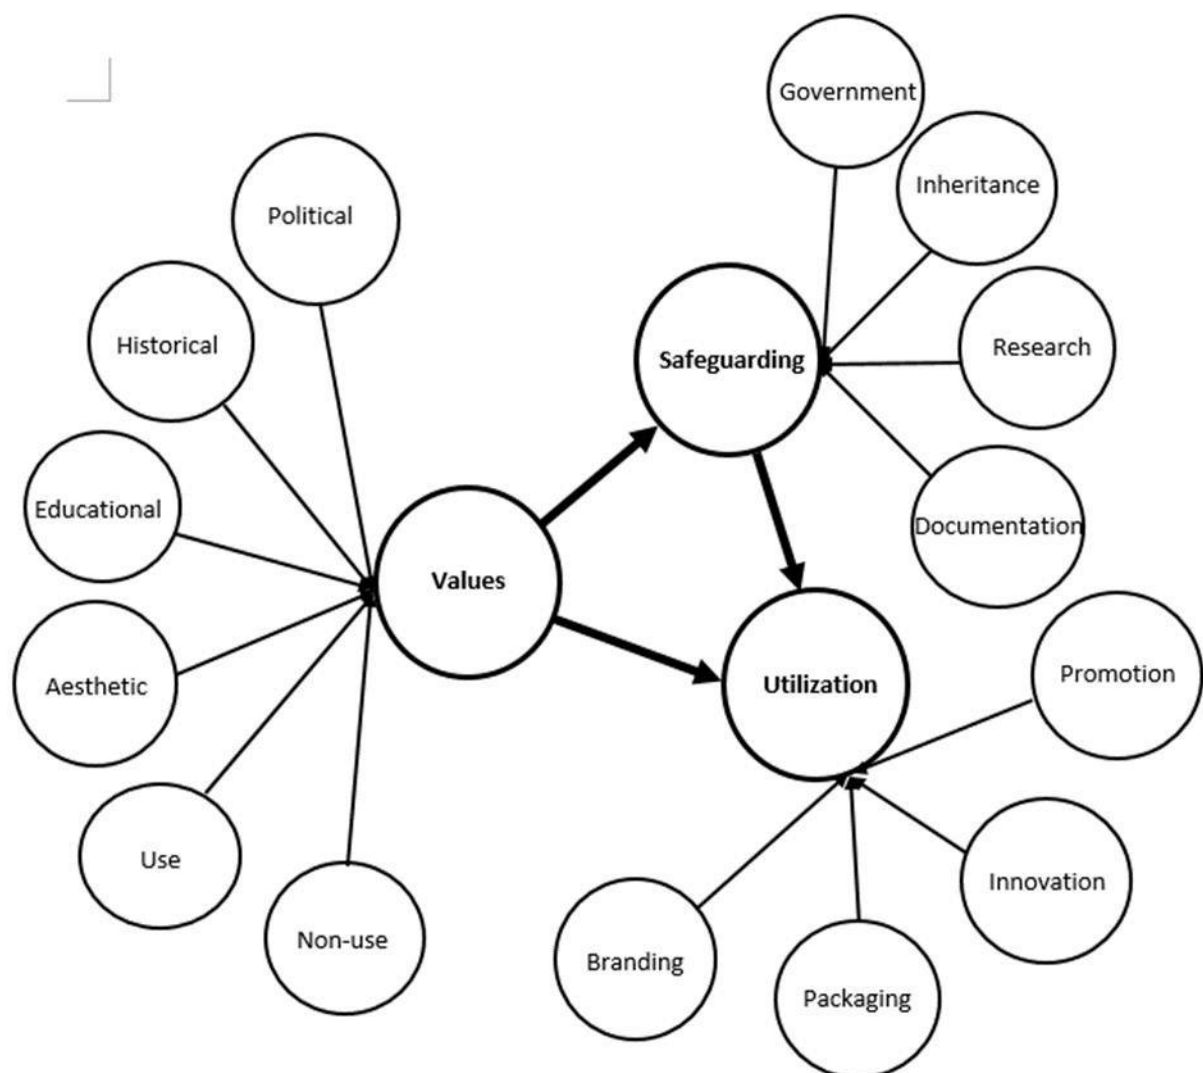 Government
Inheritance
Political
Historical
Research
Safeguarding
Educational
Documentation
Values
Promotion
Utilization
Aesthetic
Use
Innovation
Non-use
Branding
Packaging